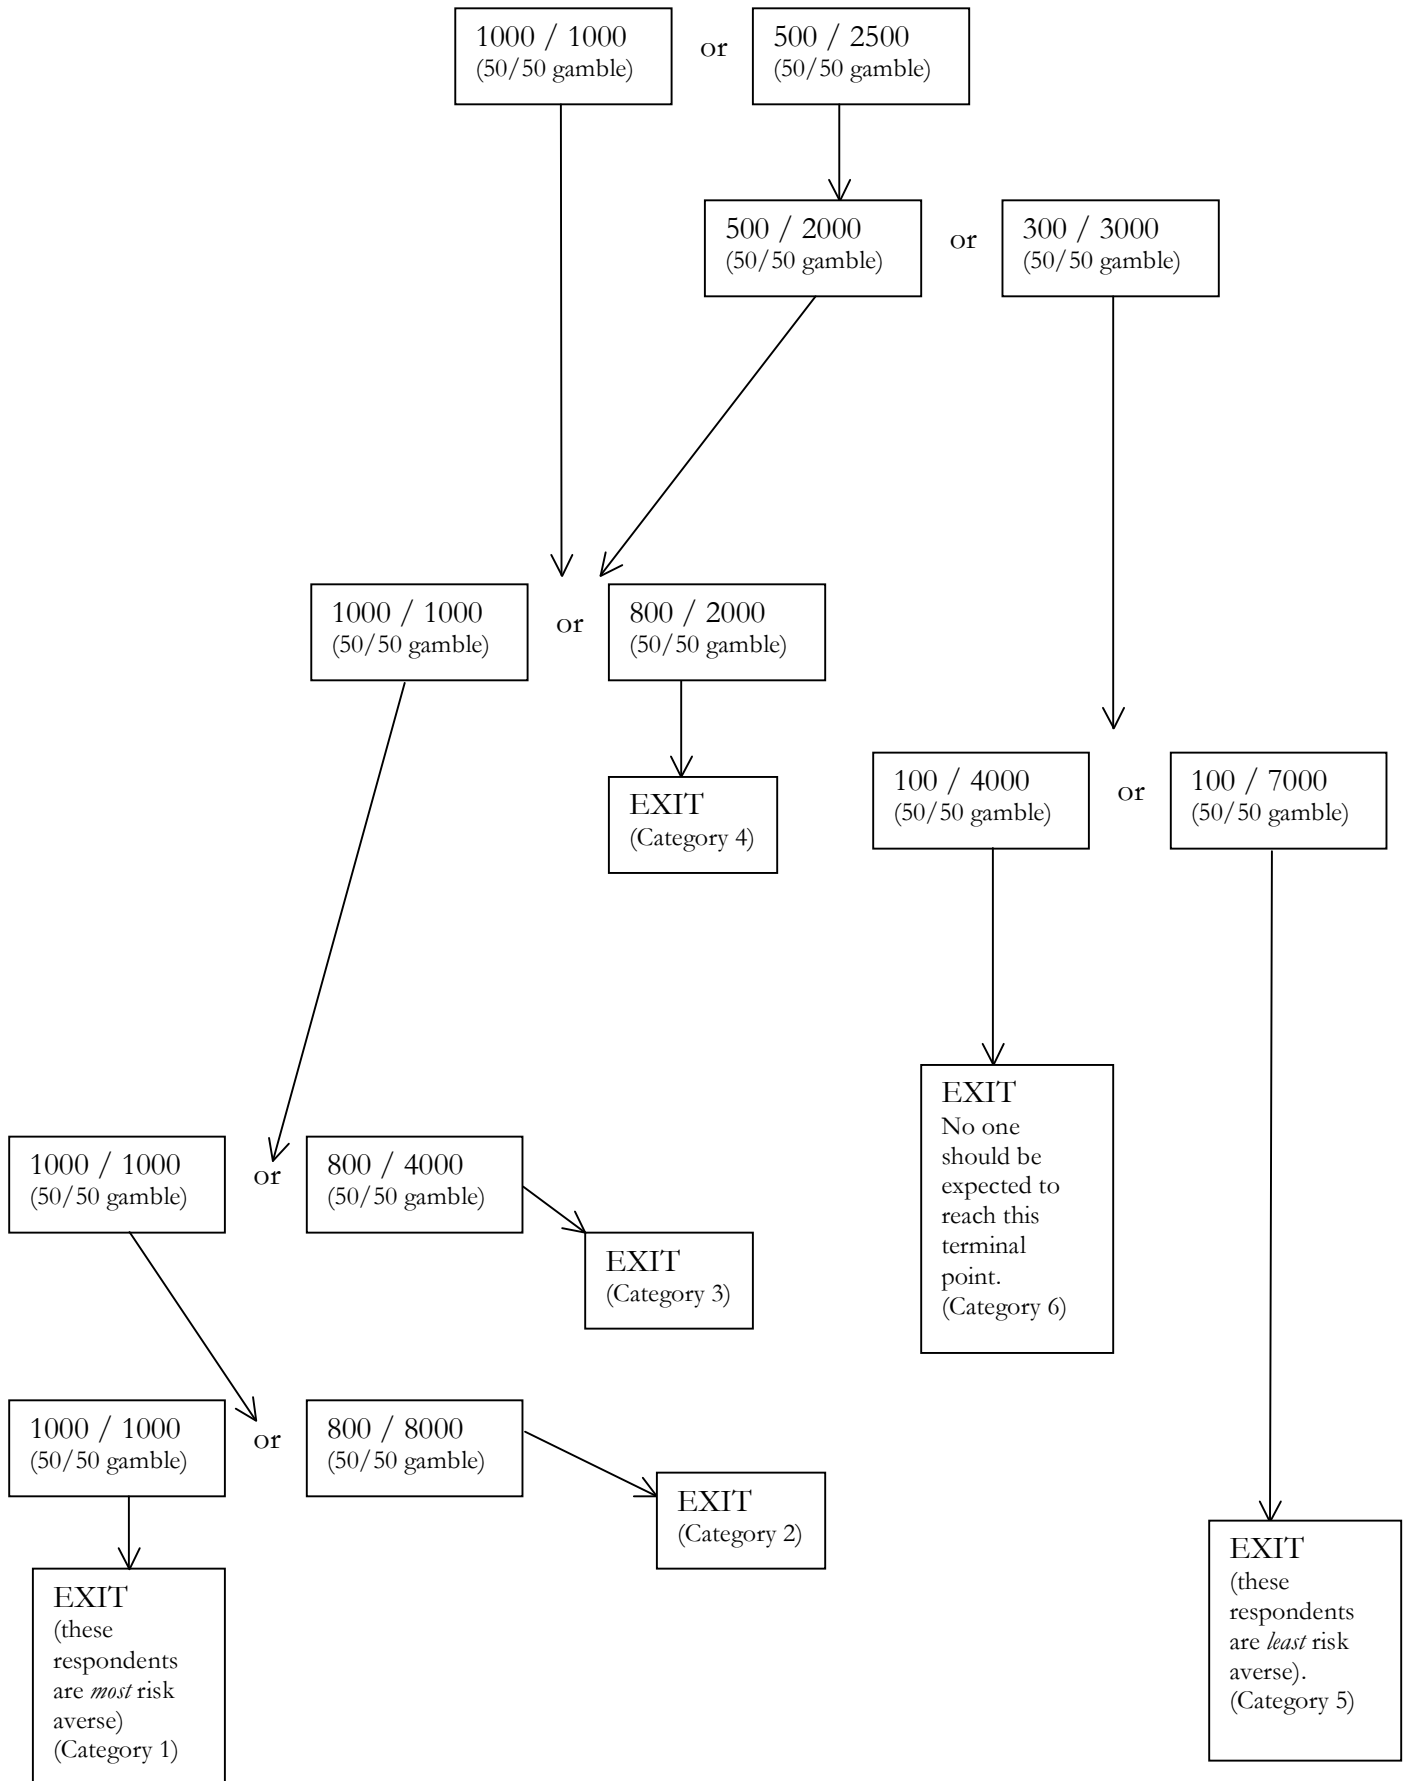 1000 / 1000
(50/50 gamble)
or
500 / 2500
(50/50 gamble)
500 / 2000
(50/50 gamble)
or
300 / 3000
(50/50 gamble)
1000 / 1000
(50/50 gamble)
or
800 / 2000
(50/50 gamble)
EXIT
(Category 4)
100 / 4000
(50/50 gamble)
or
100 / 7000
(50/50 gamble)
EXIT
No one
should be
expected to
reach this
terminal
point.
(Category 6)
1000 / 1000
(50/50 gamble)
or
800 / 4000
(50/50 gamble)
EXIT
(Category 3)
1000 / 1000
(50/50 gamble)
or
800 / 8000
(50/50 gamble)
EXIT
(Category 2)
EXIT
(these
respondents
are most risk
averse)
(Category 1)
EXIT
(these
respondents
are least risk
averse).
(Category 5)